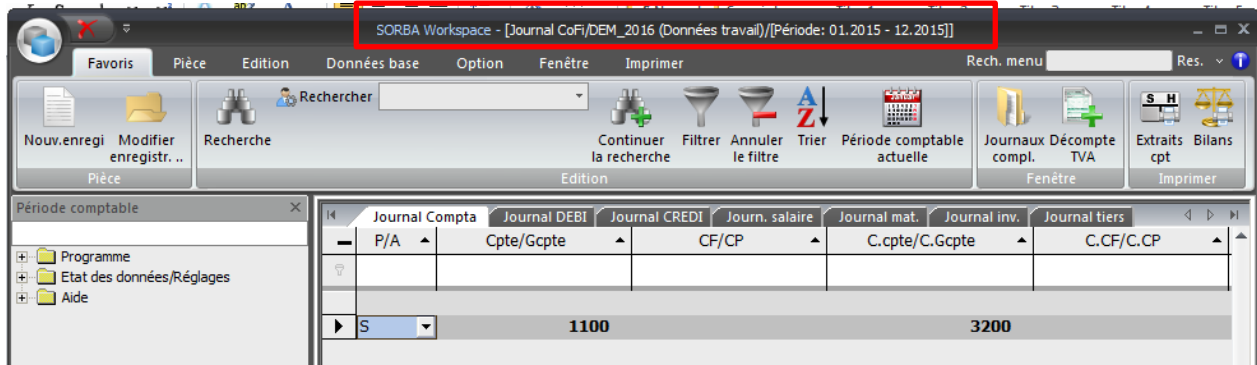 SORBA Workspace - [Journal CoFi/DEM_2016 (Données travail)/[Période: 01.2015 - 12.2015]]
Favoris Pièce Edition Données base Option Fenêtre Imprimer Rech. menu Res.
Rechercher
Nouv.enregi Modifier enregistr. .. Recherche Continuer la recherche Filtrer Annuler le filtre Trier Période comptable actuelle Journaux compl. Décompte TVA S H Extraits cpt Bilans
Pièce Edition Fenêtre Imprimer
Période comptable
Journal Compta Journal DEBI Journal CREDI Journ. salaire Journal mat. Journal inv. Journal tiers
P/A Cpte/Gcpte CF/CP C.cpte/C.Gcpte C.CF/C.CP
Programme
Etat des données/Réglages
Aide
S 1100 3200